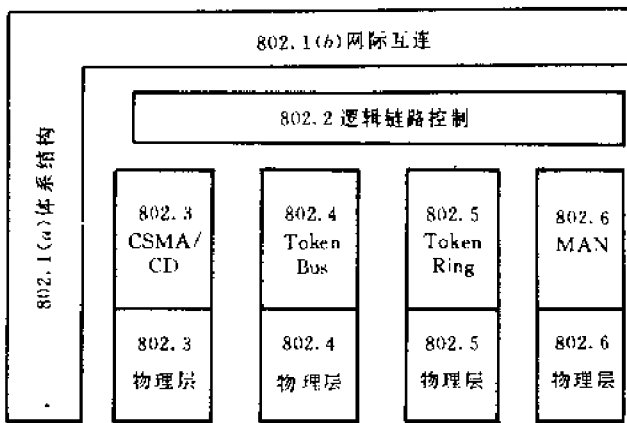 802.1(b)网际互连
802.1(a)体系结构
802.2 逻辑链路控制
802.3
CSMA/
CD
802.4
Token
Bus
802.5
Token
Ring
802.6
MAN
802.3
物理层
802.4
物理层
802.5
物理层
802.6
物理层